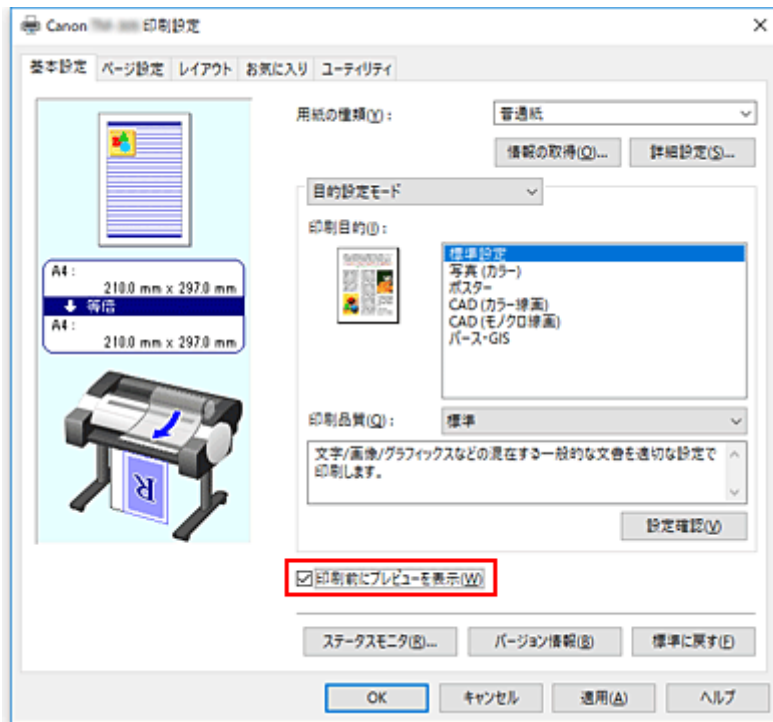 Canon 印刷設定
基本設定 ページ設定 レイアウト お気に入り ユーティリティ
用紙の種類(Y): 普通紙
情報の取得(O)... 詳細設定(S)...
目的設定モード
印刷目的(I):
標準設定
写真 (カラー)
ポスター
CAD (カラー線画)
CAD (モノクロ線画)
パース・GIS
A4 :
210.0 mm x 297.0 mm
等倍
A4 :
210.0 mm x 297.0 mm
R
印刷品質(Q): 標準
文字/画像/グラフィックスなどの混在する一般的な文書を適切な設定で
印刷します。
設定確認(V)
印刷前にプレビューを表示(W)
ステータスモニタ(R)... バージョン情報(B) 標準に戻す(F)
OK キャンセル 適用(A) ヘルプ